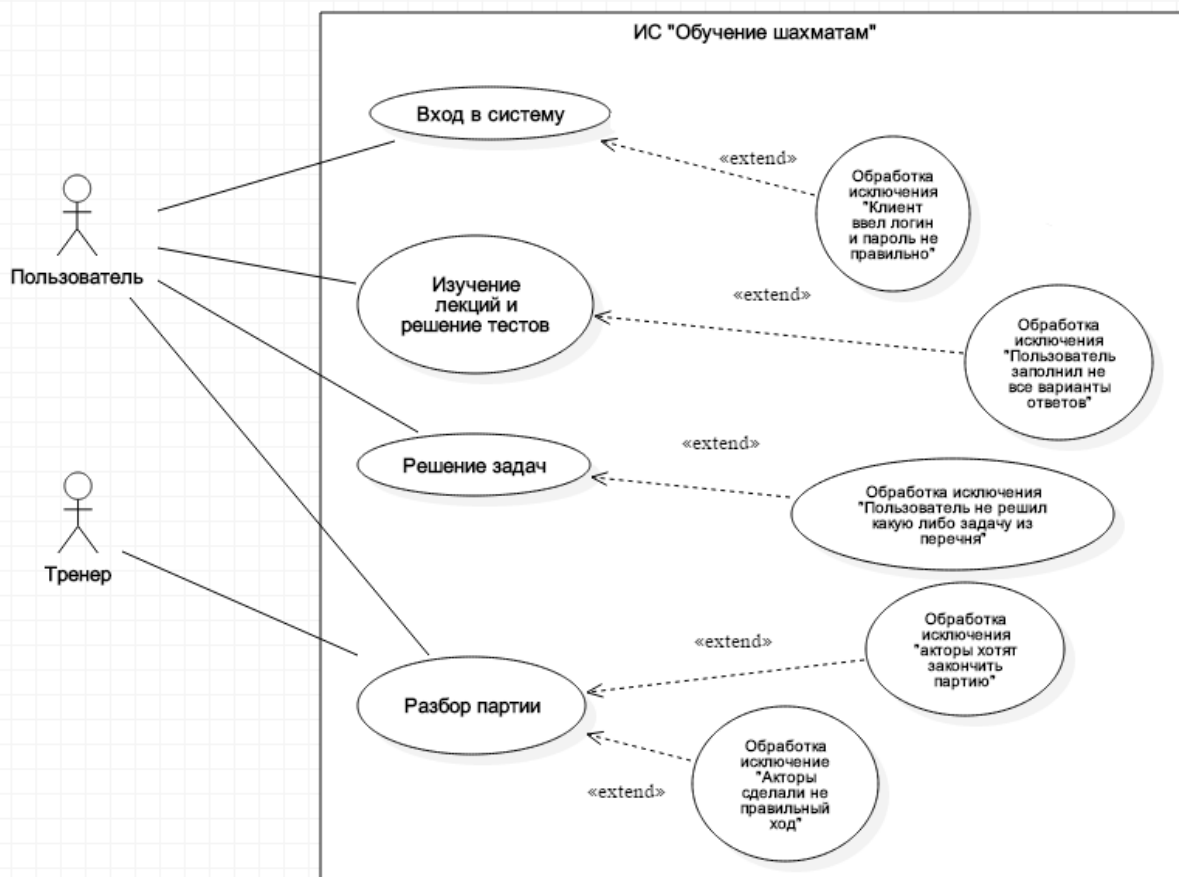 ИС "Обучение шахматам"
Вход в систему
«extend»
Обработка
исключения
"Клиент
ввел логин
и пароль не
правильно"
Пользователь
Изучение
лекций и
решение тестов
«extend»
Обработка
исключения
"Пользователь
заполнил не
все варианты
ответов"
Решение задач
«extend»
Обработка исключения
"Пользователь не решил
какую либо задачу из
перечня"
Тренер
Разбор партии
«extend»
Обработка
исключения
"акторы хотят
закончить
партию"
«extend»
Обработка
исключение
"Акторы
сделали не
правильный
ход"